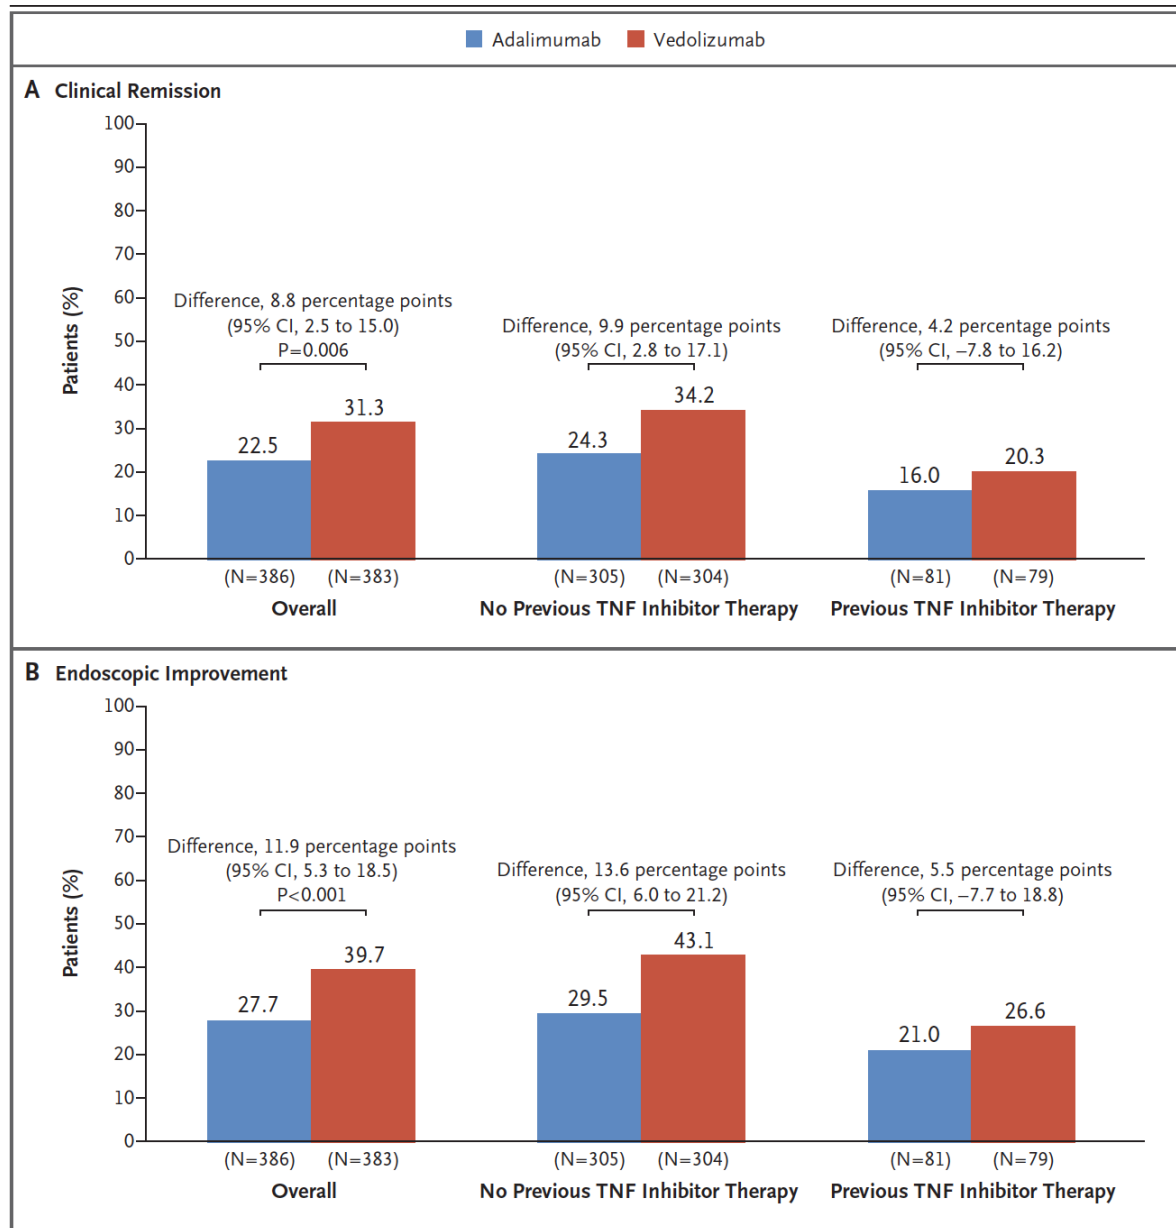 Adalimumab Vedolizumab
A Clinical Remission
Patients (%)
100
90
80
70
60
50
40
30
20
10
0
Difference, 8.8 percentage points
(95% CI, 2.5 to 15.0)
P=0.006
Difference, 9.9 percentage points
(95% CI, 2.8 to 17.1)
Difference, 4.2 percentage points
(95% CI, −7.8 to 16.2)
22.5 31.3 24.3 34.2 16.0 20.3
(N=386) (N=383) (N=305) (N=304) (N=81) (N=79)
Overall No Previous TNF Inhibitor Therapy Previous TNF Inhibitor Therapy
B Endoscopic Improvement
Patients (%)
100
90
80
70
60
50
40
30
20
10
0
Difference, 11.9 percentage points
(95% CI, 5.3 to 18.5)
P<0.001
Difference, 13.6 percentage points
(95% CI, 6.0 to 21.2)
Difference, 5.5 percentage points
(95% CI, −7.7 to 18.8)
27.7 39.7 29.5 43.1 21.0 26.6
(N=386) (N=383) (N=305) (N=304) (N=81) (N=79)
Overall No Previous TNF Inhibitor Therapy Previous TNF Inhibitor Therapy